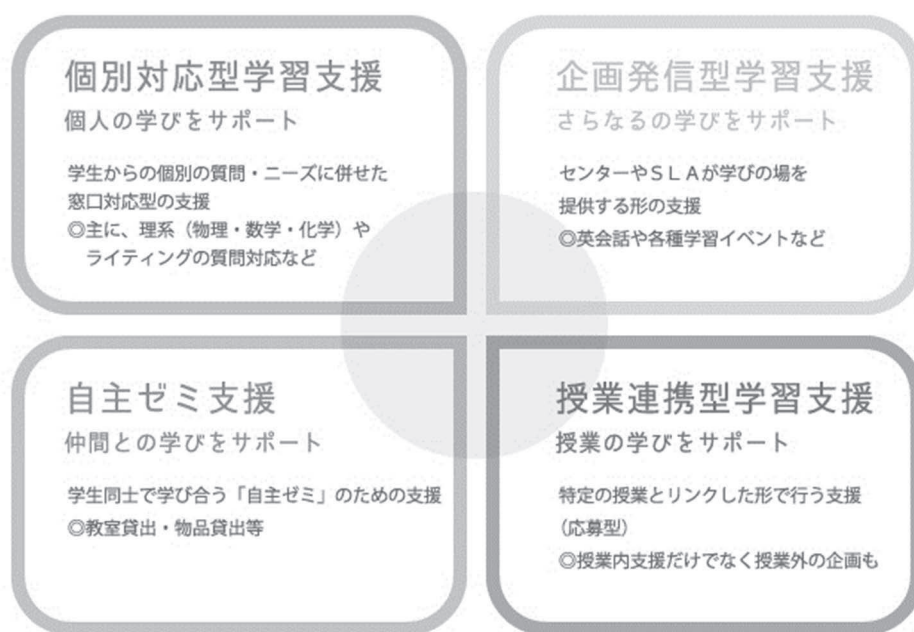 個別対応型学習支援
個人の学びをサポート
学生からの個別の質問・ニーズに併せた
窓口対応型の支援
◎主に、理系（物理・数学・化学）や
ライティングの質問対応など
企画発信型学習支援
さらなるの学びをサポート
センターやＳＬＡが学びの場を
提供する形の支援
◎英会話や各種学習イベントなど
自主ゼミ支援
仲間との学びをサポート
学生同士で学び合う「自主ゼミ」のための支援
◎教室貸出・物品貸出等
授業連携型学習支援
授業の学びをサポート
特定の授業とリンクした形で行う支援
（応募型）
◎授業内支援だけでなく授業外の企画も